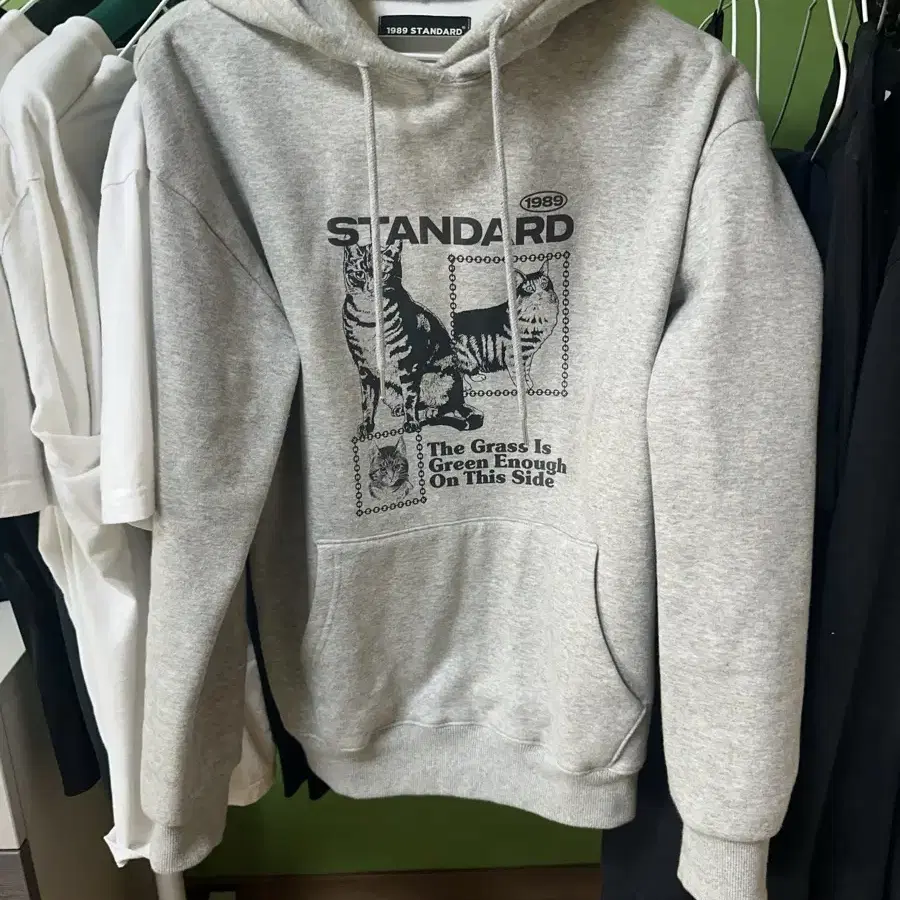 1989 STANDARD®
1989
STANDARD
The Grass Is
Green Enough
On This Side